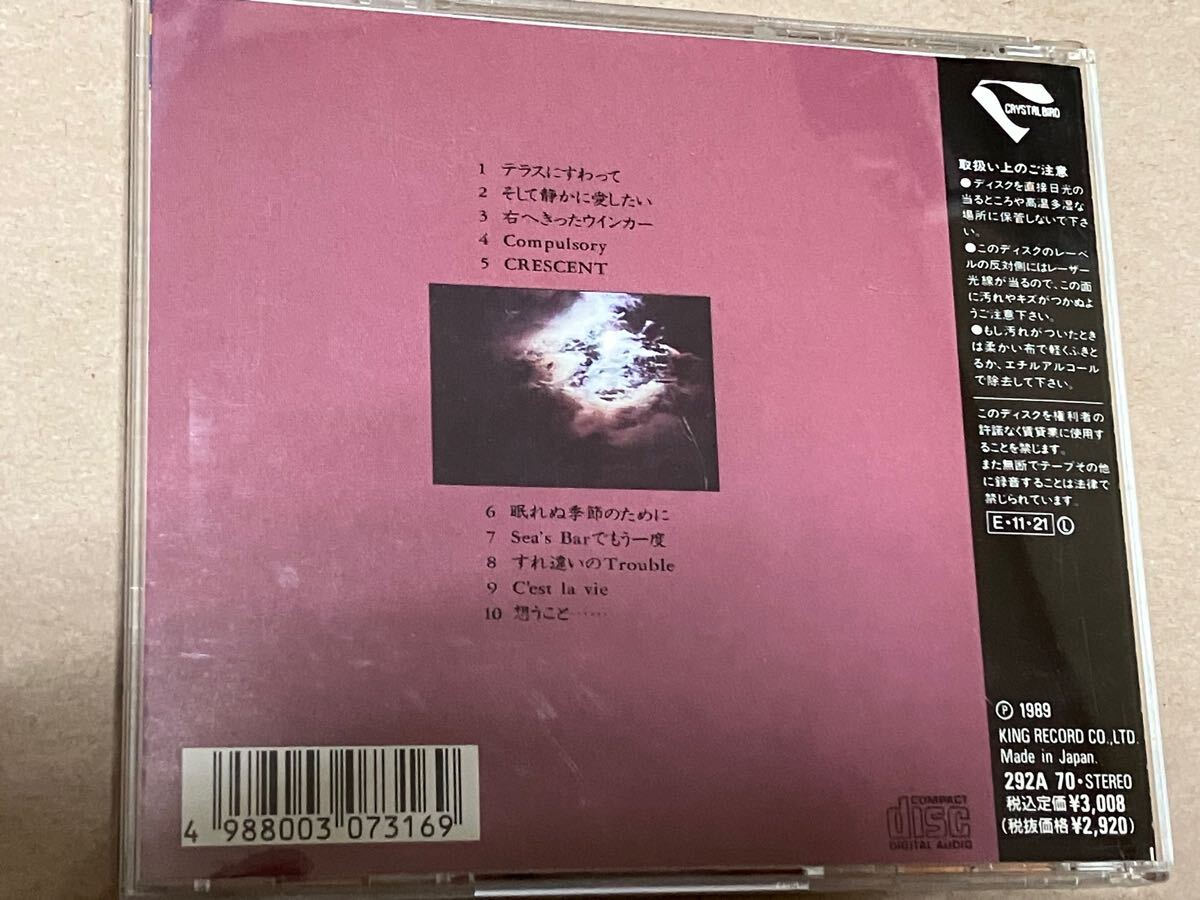 1 テラスにすわって
2 そして静かに愛したい
3 右へきったウインカー
4 Compulsory
5 CRESCENT
6 眠れぬ季節のために
7 Sea's Barでもう一度
8 すれ違いのTrouble
9 C'est la vie
10 想うこと……
4 988003 073169
COMPACT
disc
DIGITAL AUDIO
CRYSTAL BIRD
取扱い上のご注意
●ディスクを直接日光の
当るところや高温多湿な
場所に保管しないで下さ
い。
●このディスクのレーベ
ルの反対側にはレーザー
光線が当るので、この面
に汚れやキズがつかぬよ
うご注意下さい。
●もし汚れがついたとき
は柔かい布で軽くふきと
るか、エチルアルコール
で除去して下さい。
このディスクを権利者の
許諾なく賃貸業に使用す
ることを禁じます。
また無断でテープその他
に録音することは法律で
禁じられています。
E・11・21 Ⓛ
Ⓟ 1989
KING RECORD CO.,LTD.
Made in Japan.
292A 70・STEREO
税込定価¥3,008
(税抜価格¥2,920)